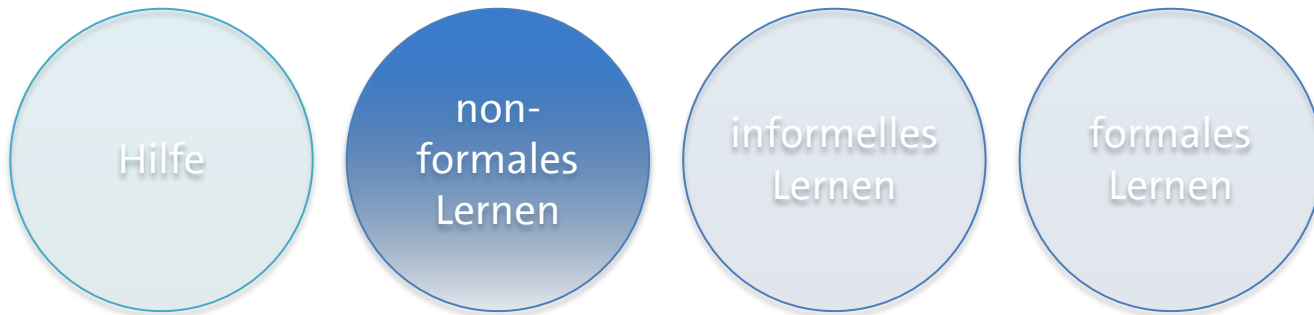 Hilfe
non-
formales
Lernen
informelles
Lernen
formales
Lernen